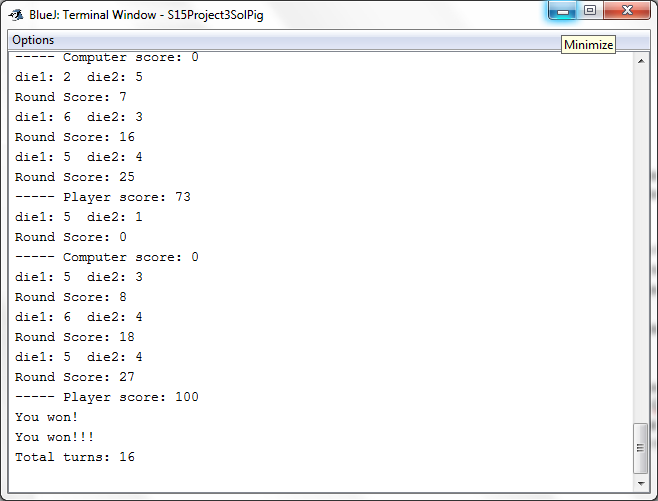 BlueJ: Terminal Window - S15Project3SolPig
Options
Minimize
----- Computer score: 0
die1: 2  die2: 5
Round Score: 7
die1: 6  die2: 3
Round Score: 16
die1: 5  die2: 4
Round Score: 25
----- Player score: 73
die1: 5  die2: 1
Round Score: 0
----- Computer score: 0
die1: 5  die2: 3
Round Score: 8
die1: 6  die2: 4
Round Score: 18
die1: 5  die2: 4
Round Score: 27
----- Player score: 100
You won!
You won!!!
Total turns: 16